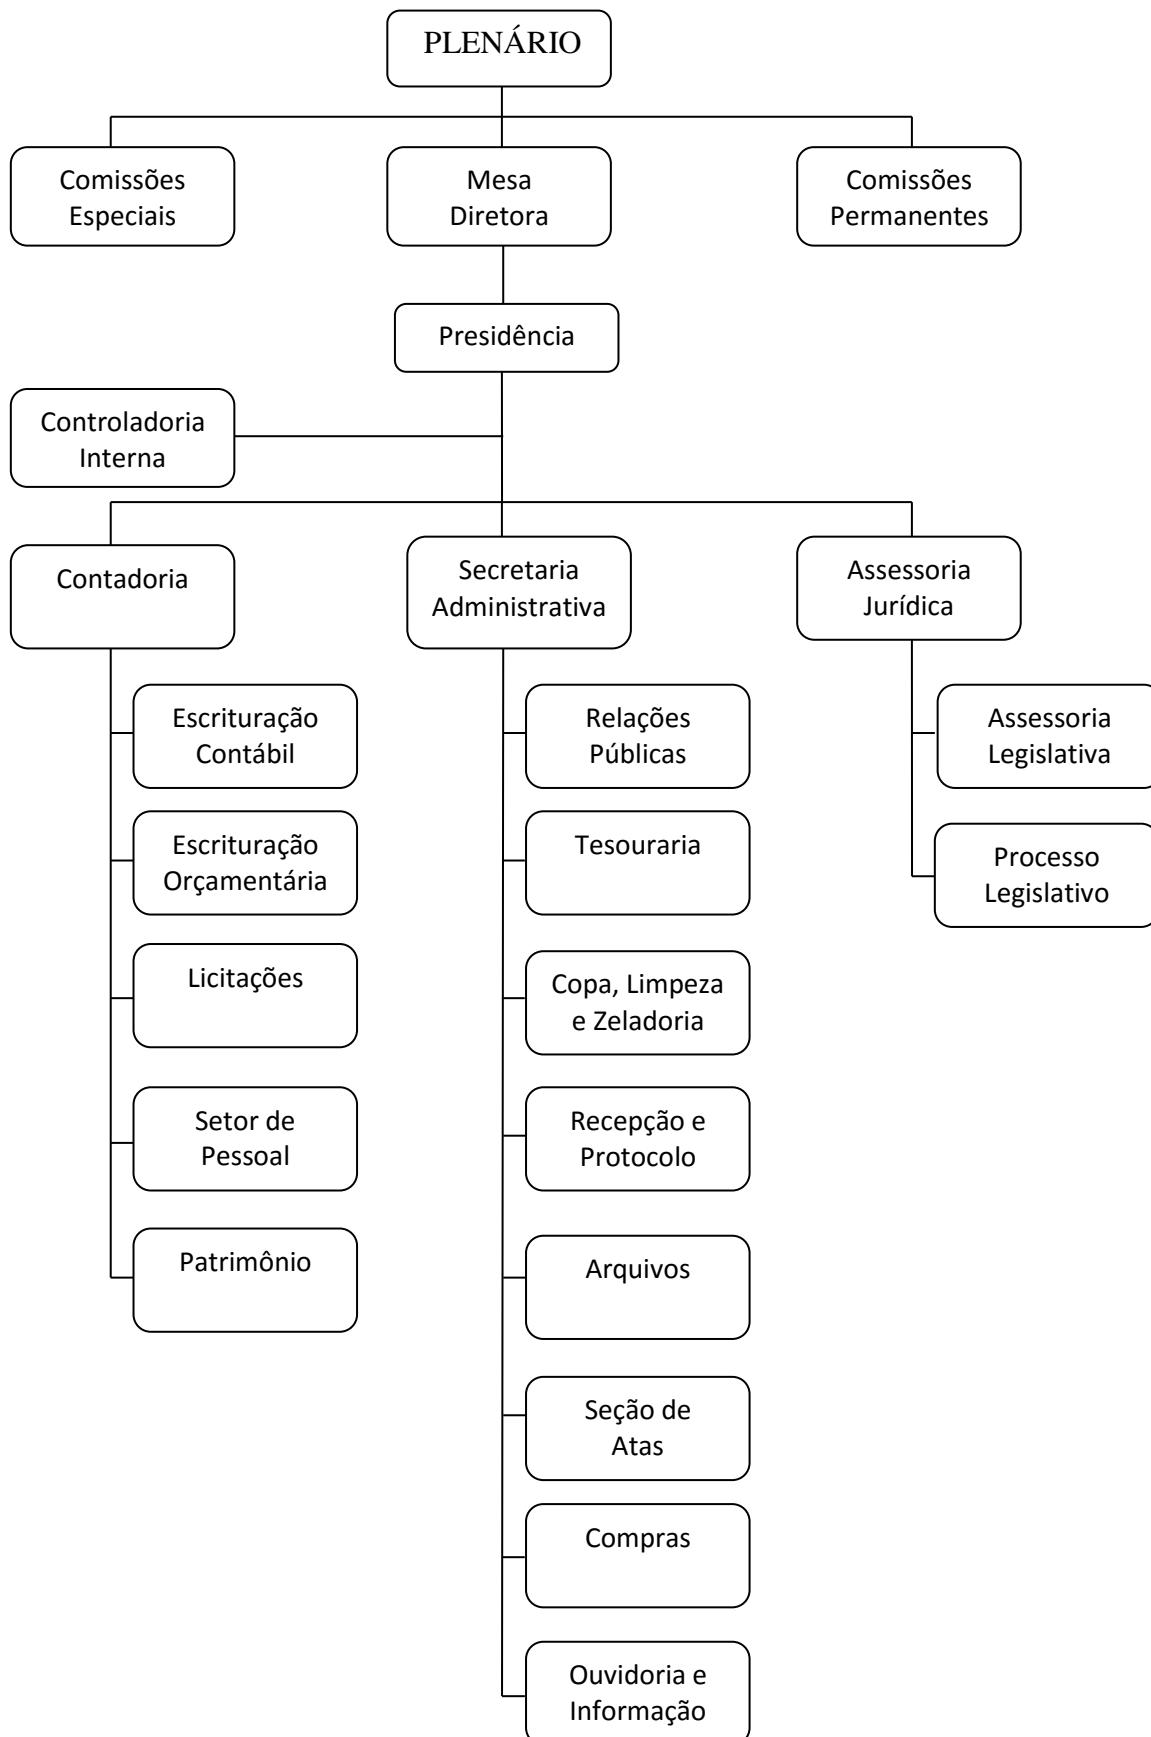 PLENÁRIO
Comissões
Especiais
Mesa
Diretora
Comissões
Permanentes
Presidência
Controladoria
Interna
Contadoria
Secretaria
Administrativa
Assessoria
Jurídica
Escrituração
Contábil
Relações
Públicas
Assessoria
Legislativa
Escrituração
Orçamentária
Tesouraria
Processo
Legislativo
Licitações
Copa, Limpeza
e Zeladoria
Setor de
Pessoal
Recepção e
Protocolo
Patrimônio
Arquivos
Seção de
Atas
Compras
Ouvidoria e
Informação